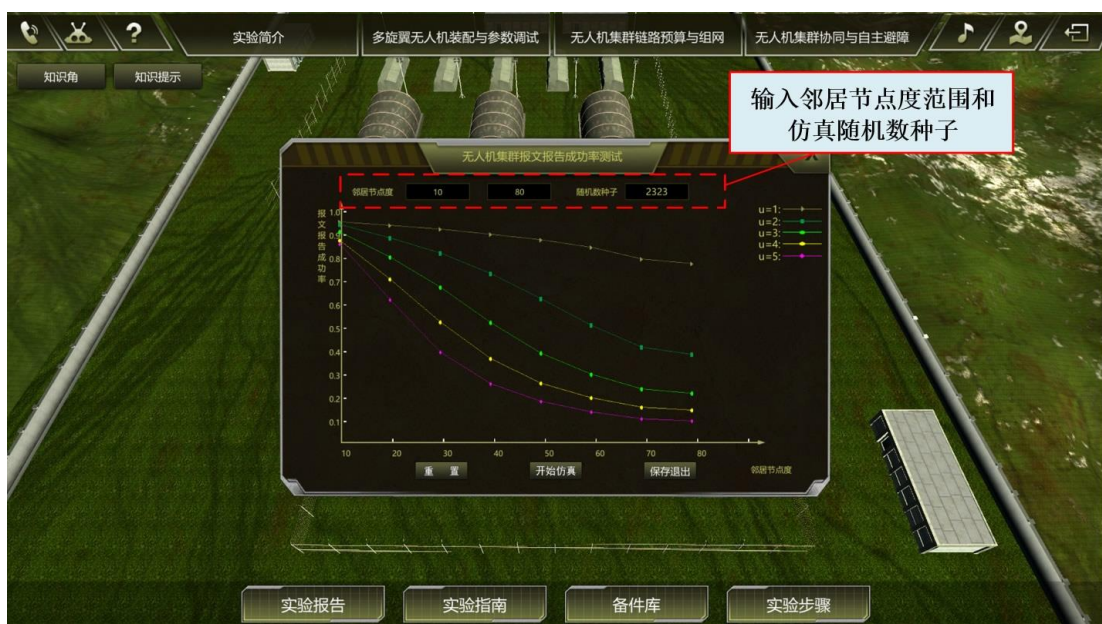 ?
实验简介
多旋翼无人机装配与参数调试
无人机集群链路预算与组网
无人机集群协同与自主避障
知识角
知识提示
输入邻居节点度范围和
仿真随机数种子
无人机集群报文报告成功率测试
邻居节点度
10
80
随机数种子
2323
报文报告成功率
1.0
0.9
0.8
0.7
0.6
0.5
0.4
0.3
0.2
0.1
u=1:
u=2:
u=3:
u=4:
u=5:
10 20 30 40 50 60 70 80
邻居节点度
重 置
开始仿真
保存退出
实验报告
实验指南
备件库
实验步骤